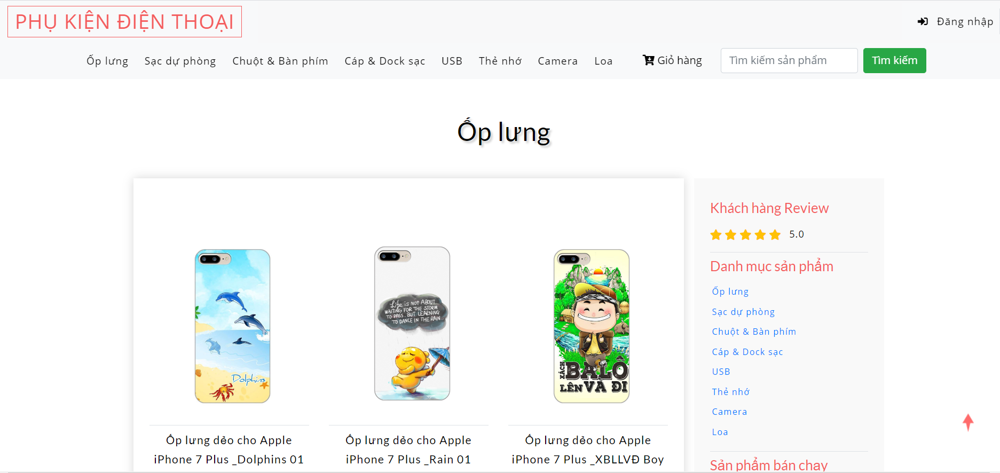 PHỤ KIỆN ĐIỆN THOẠI
Đăng nhập
Ốp lưng Sạc dự phòng Chuột & Bàn phím Cáp & Dock sạc USB Thẻ nhớ Camera Loa Giỏ hàng Tìm kiếm sản phẩm Tìm kiếm
Ốp lưng
Dolphins
Life is not ABOUT
WAITING FOR THE STORM
TO PASS, BUT LEARNING
TO DANCE IN THE RAIN..
XÁCH BALÔ
LÊN VÀ ĐI
Ốp lưng dẻo cho Apple
iPhone 7 Plus _Dolphins 01
Ốp lưng dẻo cho Apple
iPhone 7 Plus _Rain 01
Ốp lưng dẻo cho Apple
iPhone 7 Plus _XBLLVĐ Boy
Khách hàng Review
5.0
Danh mục sản phẩm
Ốp lưng
Sạc dự phòng
Chuột & Bàn phím
Cáp & Dock sạc
USB
Thẻ nhớ
Camera
Loa
Sản phẩm bán chạy